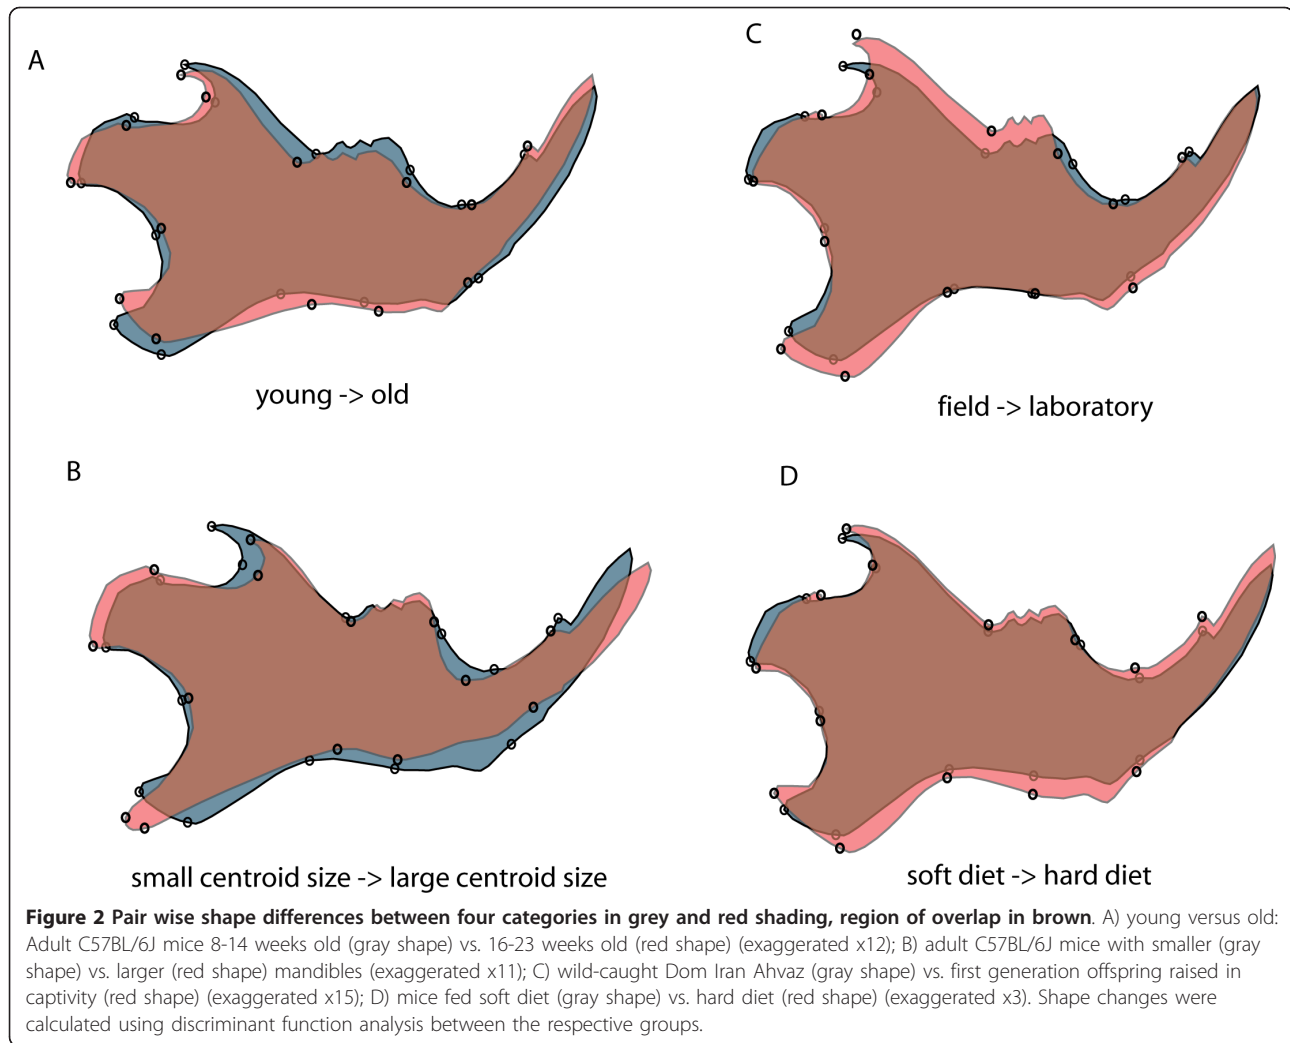 A
C
young -> old
field -> laboratory
B
D
small centroid size -> large centroid size
soft diet -> hard diet
Figure 2 Pair wise shape differences between four categories in grey and red shading, region of overlap in brown. A) young versus old:
Adult C57BL/6J mice 8-14 weeks old (gray shape) vs. 16-23 weeks old (red shape) (exaggerated x12); B) adult C57BL/6J mice with smaller (gray
shape) vs. larger (red shape) mandibles (exaggerated x11); C) wild-caught Dom Iran Ahvaz (gray shape) vs. first generation offspring raised in
captivity (red shape) (exaggerated x15); D) mice fed soft diet (gray shape) vs. hard diet (red shape) (exaggerated x3). Shape changes were
calculated using discriminant function analysis between the respective groups.